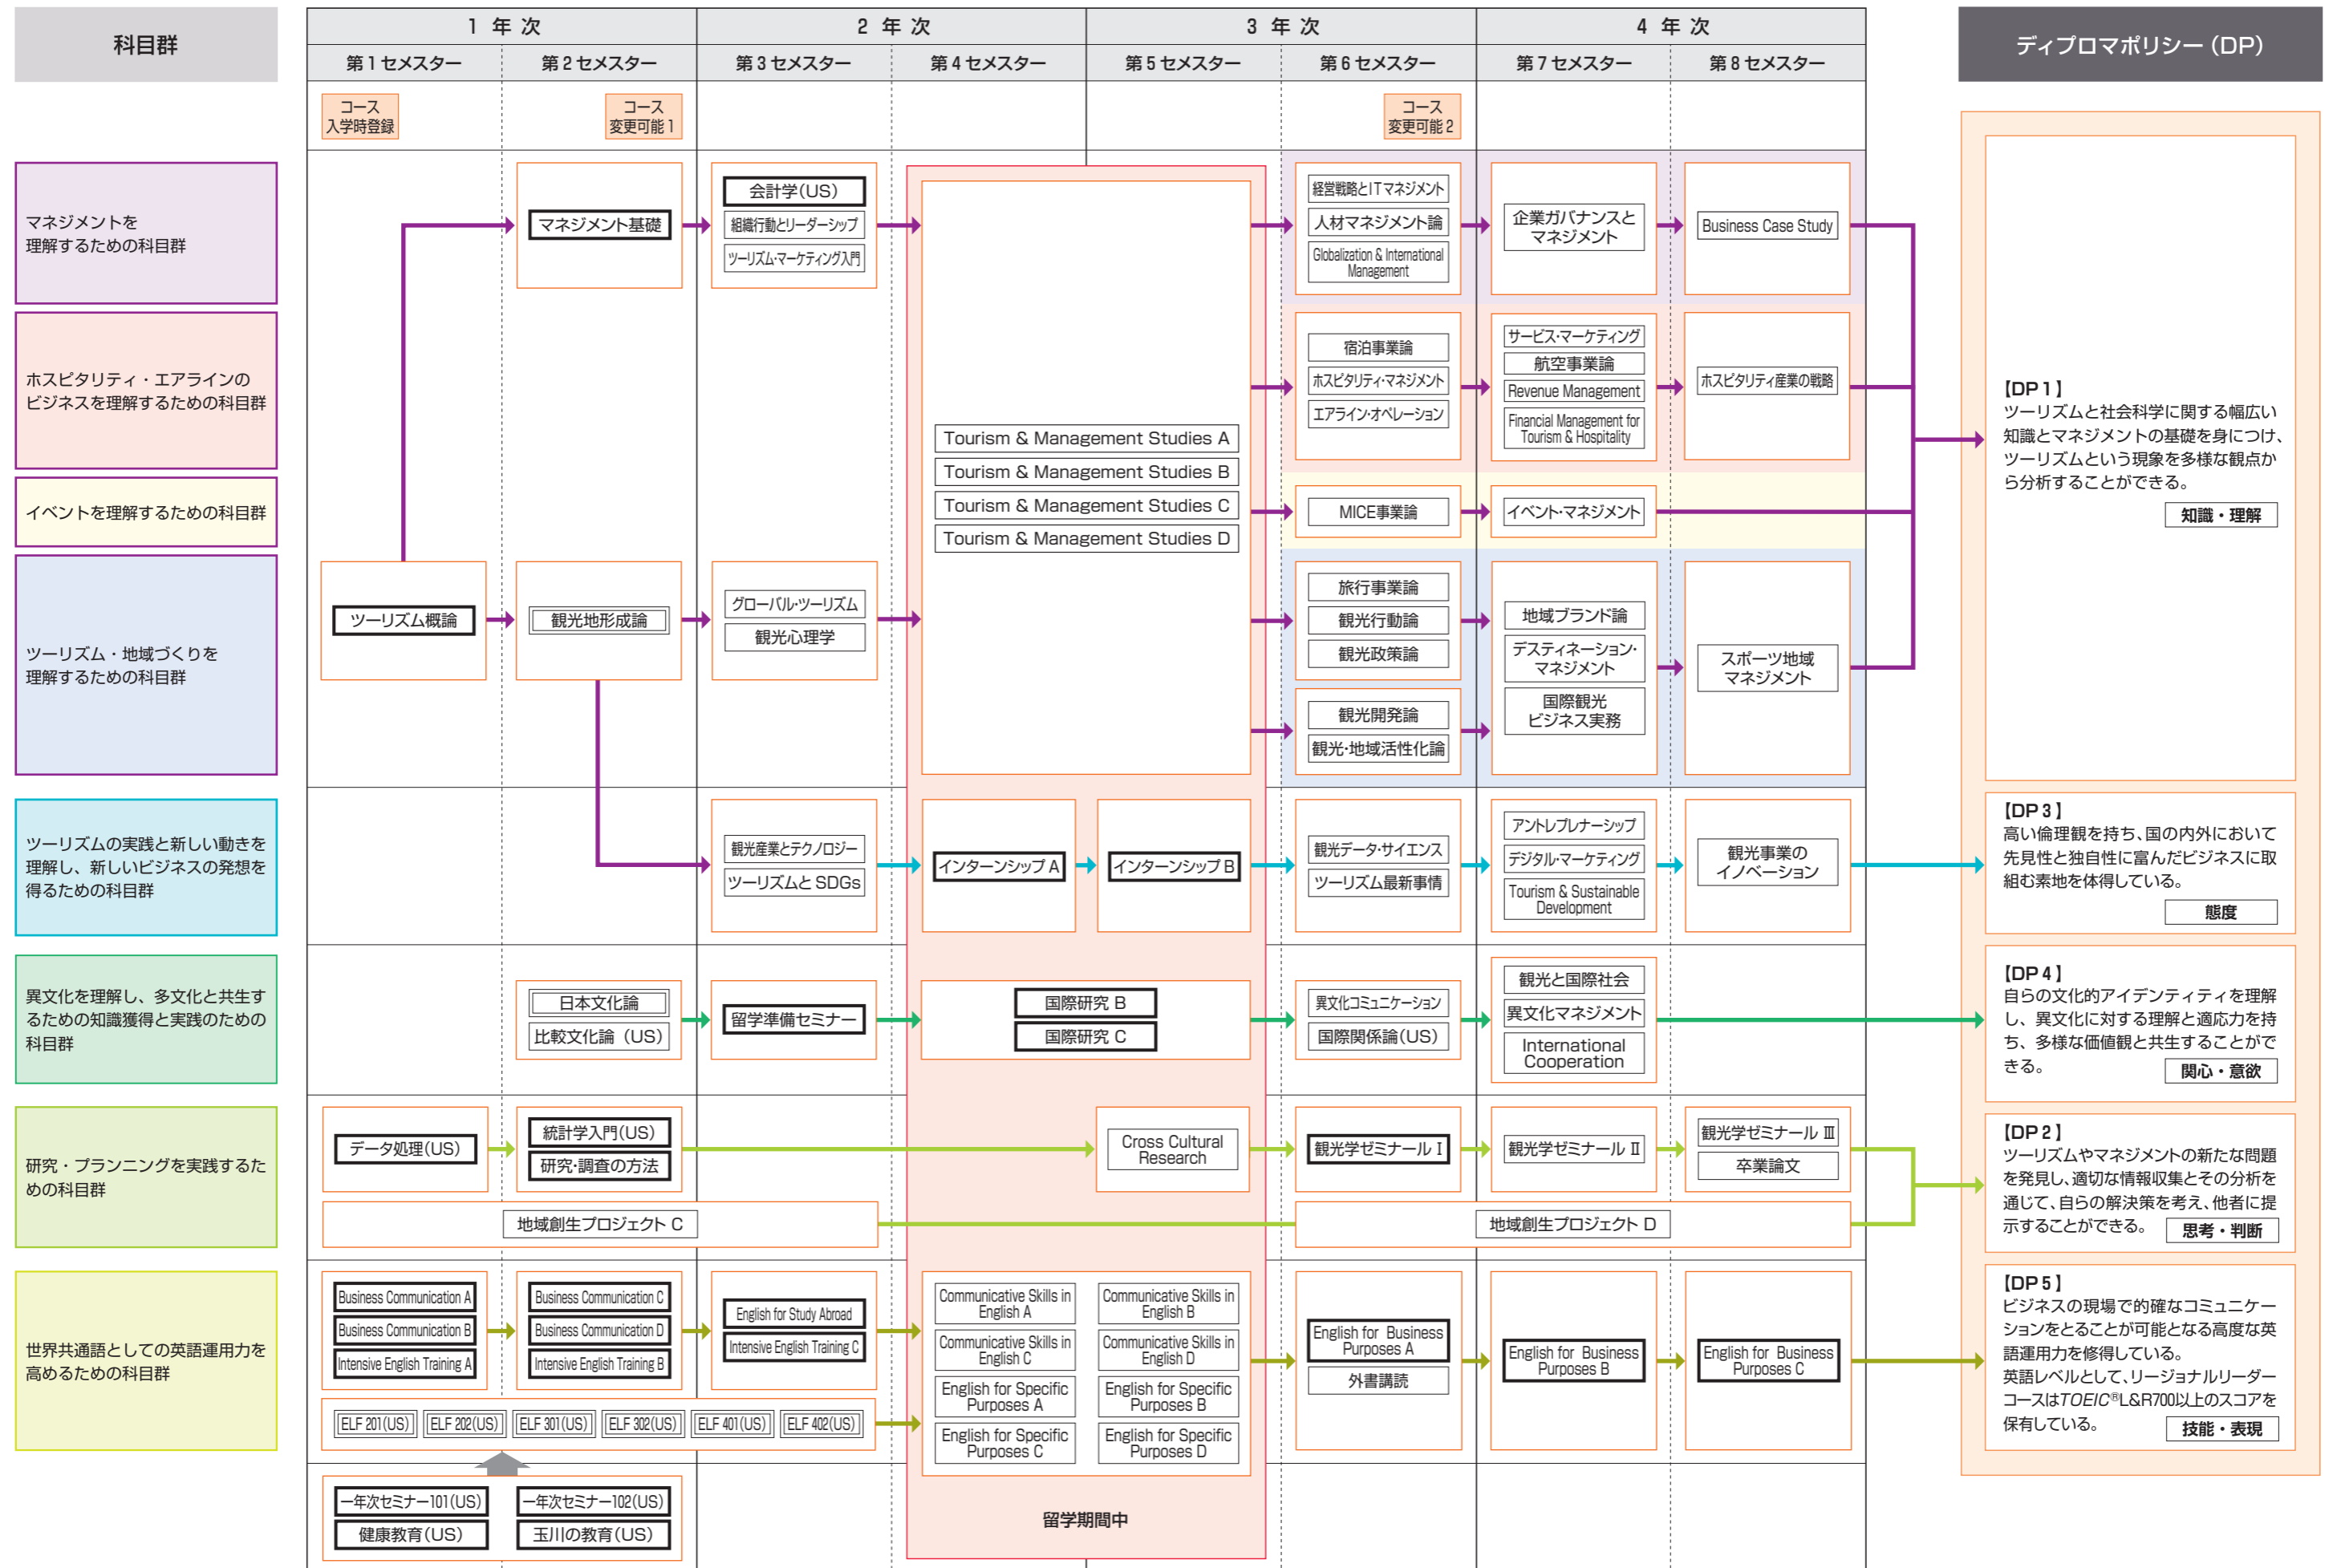 科目群
1 年 次
2 年 次
3 年 次
4 年 次
ディプロマポリシー（DP）
第1セメスター
第2セメスター
第3セメスター
第4セメスター
第5セメスター
第6セメスター
第7セメスター
第8セメスター
コース
入学時登録
コース
変更可能1
コース
変更可能2
マネジメントを
理解するための科目群
マネジメント基礎
会計学(US)
組織行動とリーダーシップ
ツーリズム・マーケティング入門
経営戦略とITマネジメント
人材マネジメント論
Globalization & International
Management
企業ガバナンスと
マネジメント
Business Case Study
ホスピタリティ・エアラインの
ビジネスを理解するための科目群
宿泊事業論
ホスピタリティ・マネジメント
エアライン・オペレーション
サービス・マーケティング
航空事業論
Revenue Management
Financial Management for
Tourism & Hospitality
ホスピタリティ産業の戦略
Tourism & Management Studies A
Tourism & Management Studies B
Tourism & Management Studies C
Tourism & Management Studies D
イベントを理解するための科目群
MICE事業論
イベント・マネジメント
ツーリズム・地域づくりを
理解するための科目群
ツーリズム概論
観光地形成論
グローバル・ツーリズム
観光心理学
旅行事業論
観光行動論
観光政策論
観光開発論
観光・地域活性化論
地域ブランド論
デスティネーション・
マネジメント
国際観光
ビジネス実務
スポーツ地域
マネジメント
【DP1】
ツーリズムと社会科学に関する幅広い
知識とマネジメントの基礎を身につけ、
ツーリズムという現象を多様な観点か
ら分析することができる。
知識・理解
ツーリズムの実践と新しい動きを
理解し、新しいビジネスの発想を
得るための科目群
観光産業とテクノロジー
ツーリズムと SDGs
インターンシップ A
インターンシップ B
観光データ・サイエンス
ツーリズム最新事情
アントレプレナーシップ
デジタル・マーケティング
Tourism & Sustainable
Development
観光事業の
イノベーション
【DP3】
高い倫理観を持ち、国の内外において
先見性と独自性に富んだビジネスに取
組む素地を体得している。
態度
異文化を理解し、多文化と共生す
るための知識獲得と実践のための
科目群
日本文化論
比較文化論（US）
留学準備セミナー
国際研究 B
国際研究 C
異文化コミュニケーション
国際関係論(US)
観光と国際社会
異文化マネジメント
International
Cooperation
【DP4】
自らの文化的アイデンティティを理解
し、異文化に対する理解と適応力を持
ち、多様な価値観と共生することがで
きる。
関心・意欲
研究・プランニングを実践するた
めの科目群
データ処理(US)
統計学入門(US)
研究・調査の方法
Cross Cultural
Research
観光学ゼミナール Ⅰ
観光学ゼミナール Ⅱ
観光学ゼミナール Ⅲ
卒業論文
地域創生プロジェクト C
地域創生プロジェクト D
【DP2】
ツーリズムやマネジメントの新たな問題
を発見し、適切な情報収集とその分析を
通じて、自らの解決策を考え、他者に提
示することができる。
思考・判断
世界共通語としての英語運用力を
高めるための科目群
Business Communication A
Business Communication B
Intensive English Training A
Business Communication C
Business Communication D
Intensive English Training B
English for Study Abroad
Intensive English Training C
ELF 201(US)
ELF 202(US)
ELF 301(US)
ELF 302(US)
ELF 401(US)
ELF 402(US)
Communicative Skills in
English A
Communicative Skills in
English B
Communicative Skills in
English C
Communicative Skills in
English D
English for Specific
Purposes A
English for Specific
Purposes B
English for Specific
Purposes C
English for Specific
Purposes D
English for Business
Purposes A
外書講読
English for Business
Purposes B
English for Business
Purposes C
【DP5】
ビジネスの現場で的確なコミュニケー
ションをとることが可能となる高度な英
語運用力を修得している。
英語レベルとして、リージョナルリーダー
コースはTOEIC®L&R700以上のスコアを
保有している。
技能・表現
一年次セミナー101(US)
一年次セミナー102(US)
健康教育(US)
玉川の教育(US)
留学期間中